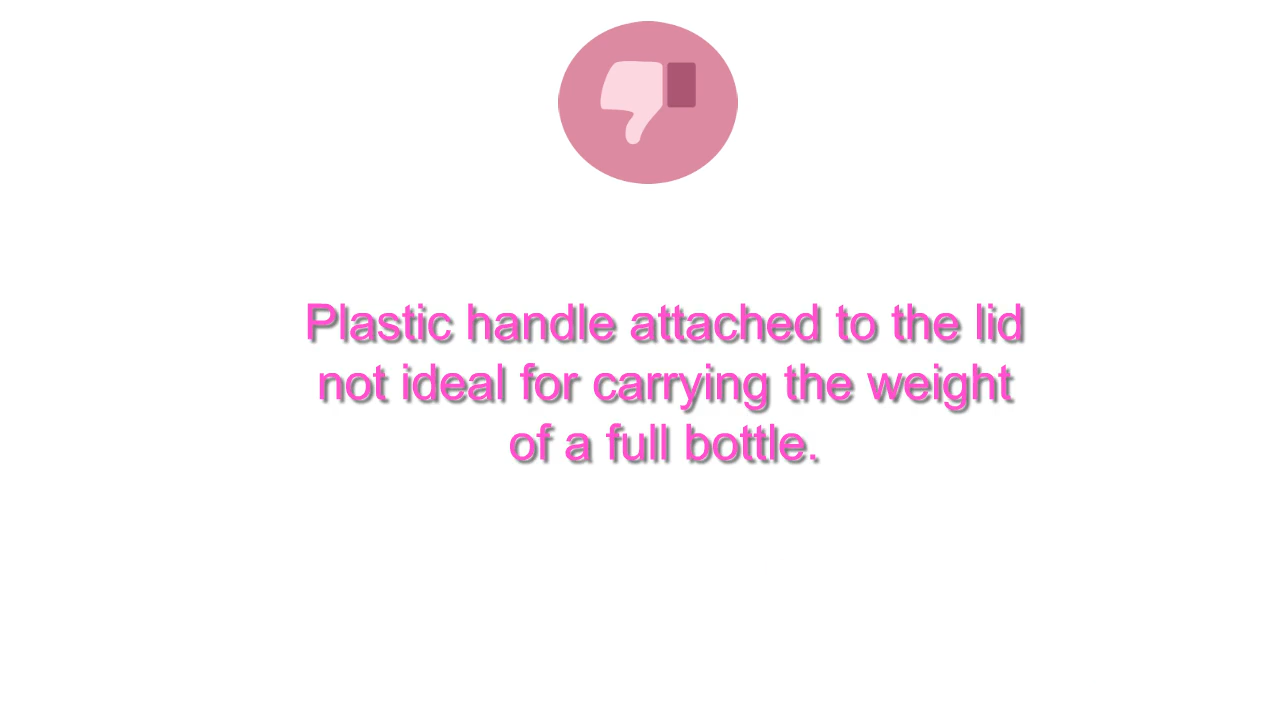 Plastic handle attached to the lid
not ideal for carrying the weight
of a full bottle.